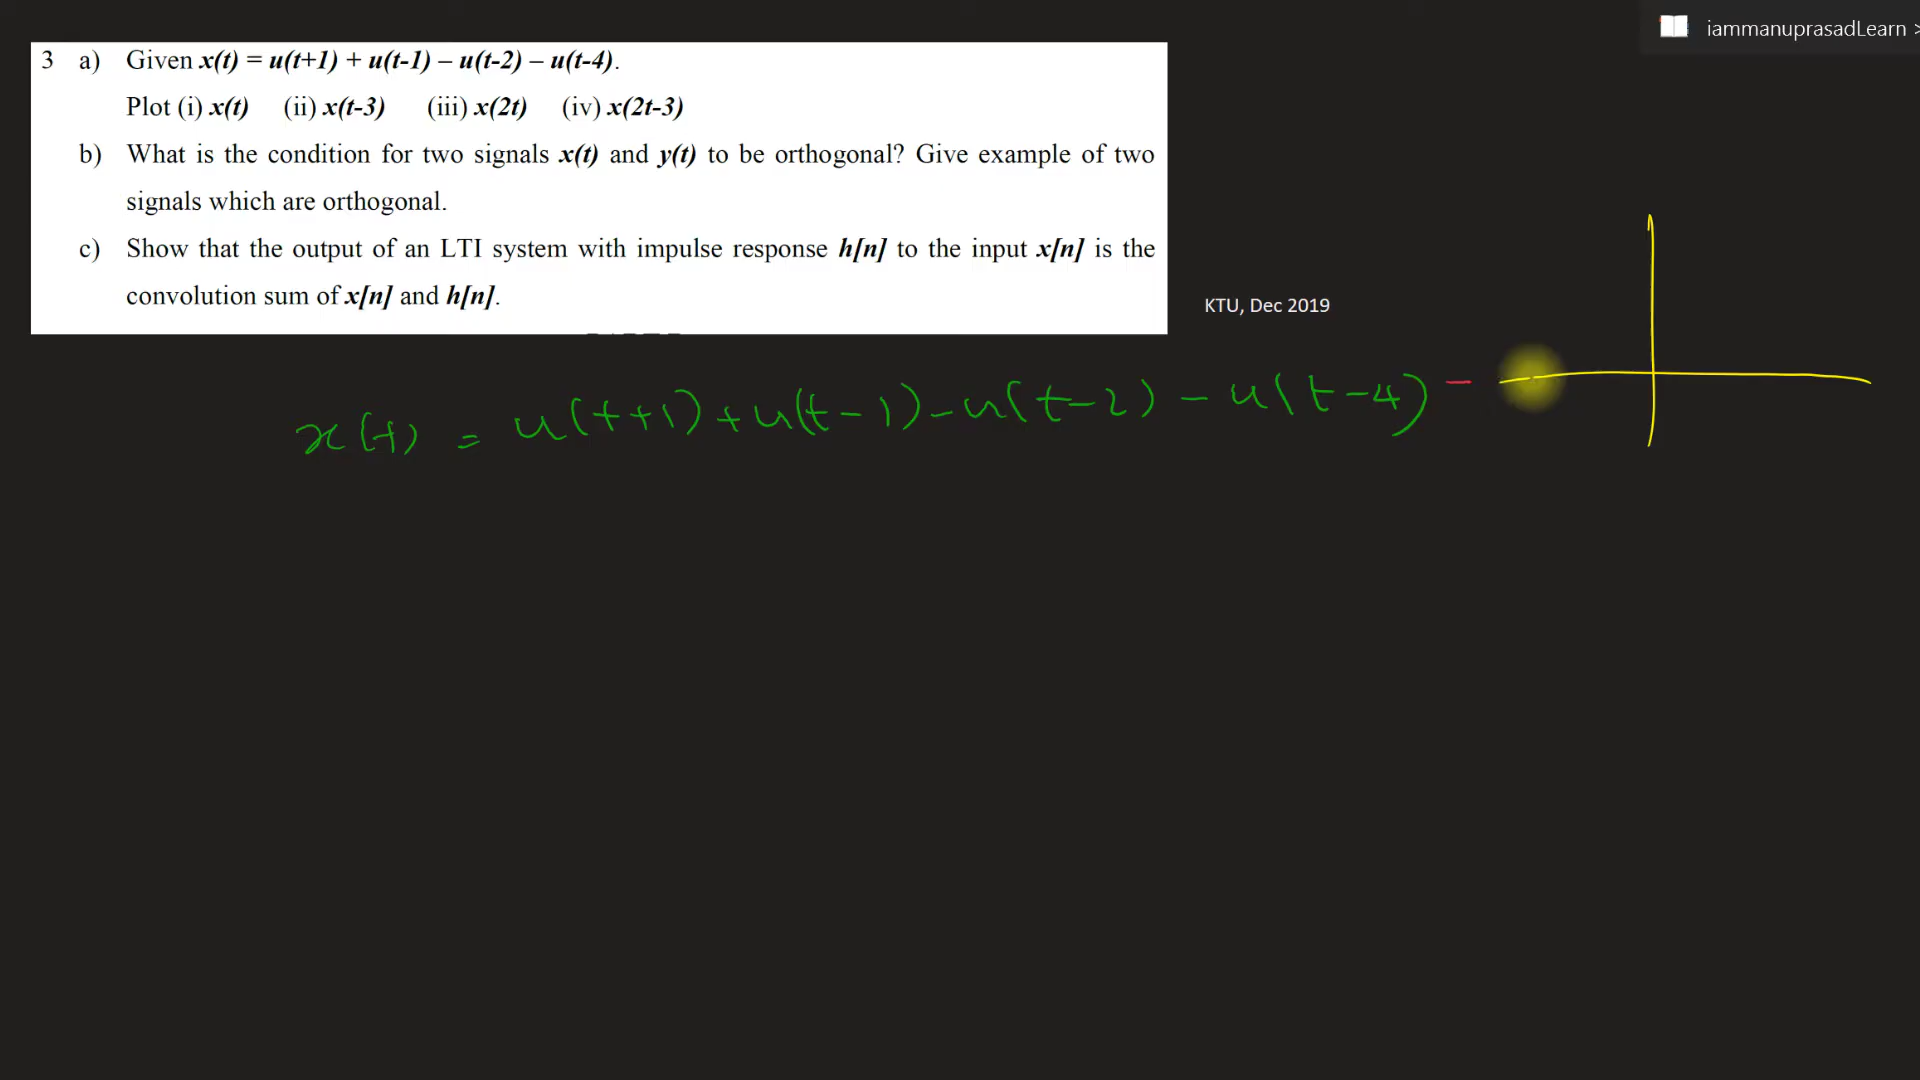 iammanuprasadLearn >
3 a) Given x(t) = u(t+1) + u(t-1) – u(t-2) – u(t-4).
Plot (i) x(t) (ii) x(t-3) (iii) x(2t) (iv) x(2t-3)
b) What is the condition for two signals x(t) and y(t) to be orthogonal? Give example of two
signals which are orthogonal.
c) Show that the output of an LTI system with impulse response h[n] to the input x[n] is the
convolution sum of x[n] and h[n].
KTU, Dec 2019
x(t) = u(t+1) + u(t-1) - u(t-2) - u(t-4) -